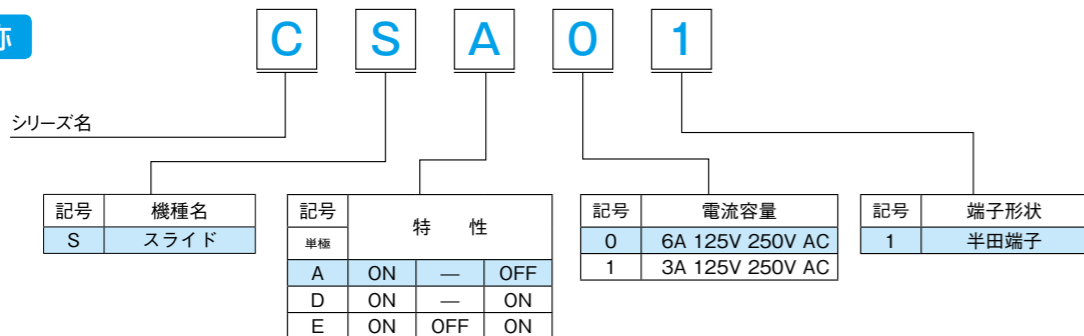 称
C S A 0 1
シリーズ名
記号 機種名
S スライド
記号 特 性
単極
A ON — OFF
D ON — ON
E ON OFF ON
記号 電流容量
0 6A 125V 250V AC
1 3A 125V 250V AC
記号 端子形状
1 半田端子